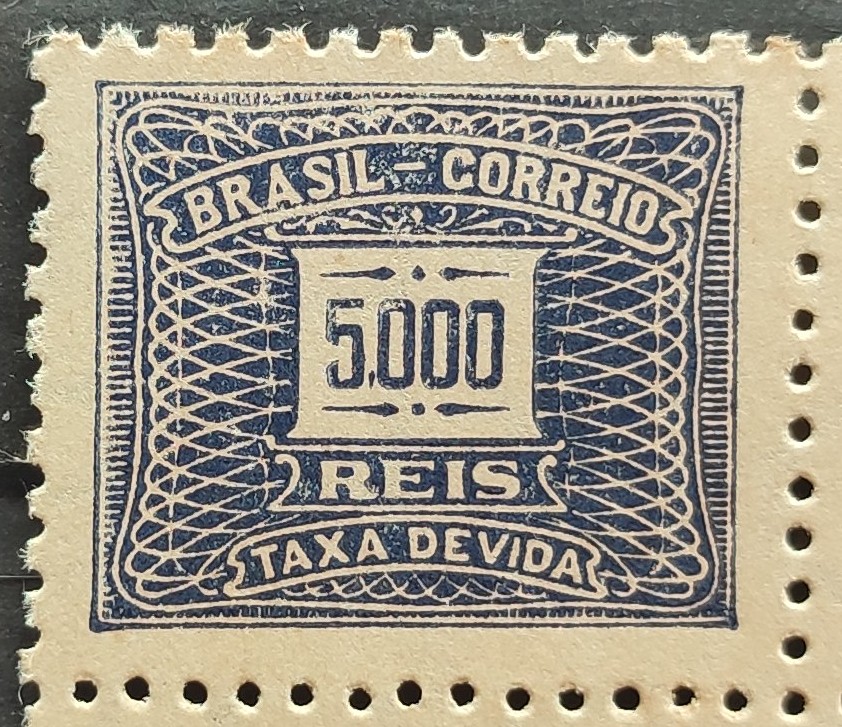 BRASIL - CORREIO
5.000
REIS
TAXA DEVIDA